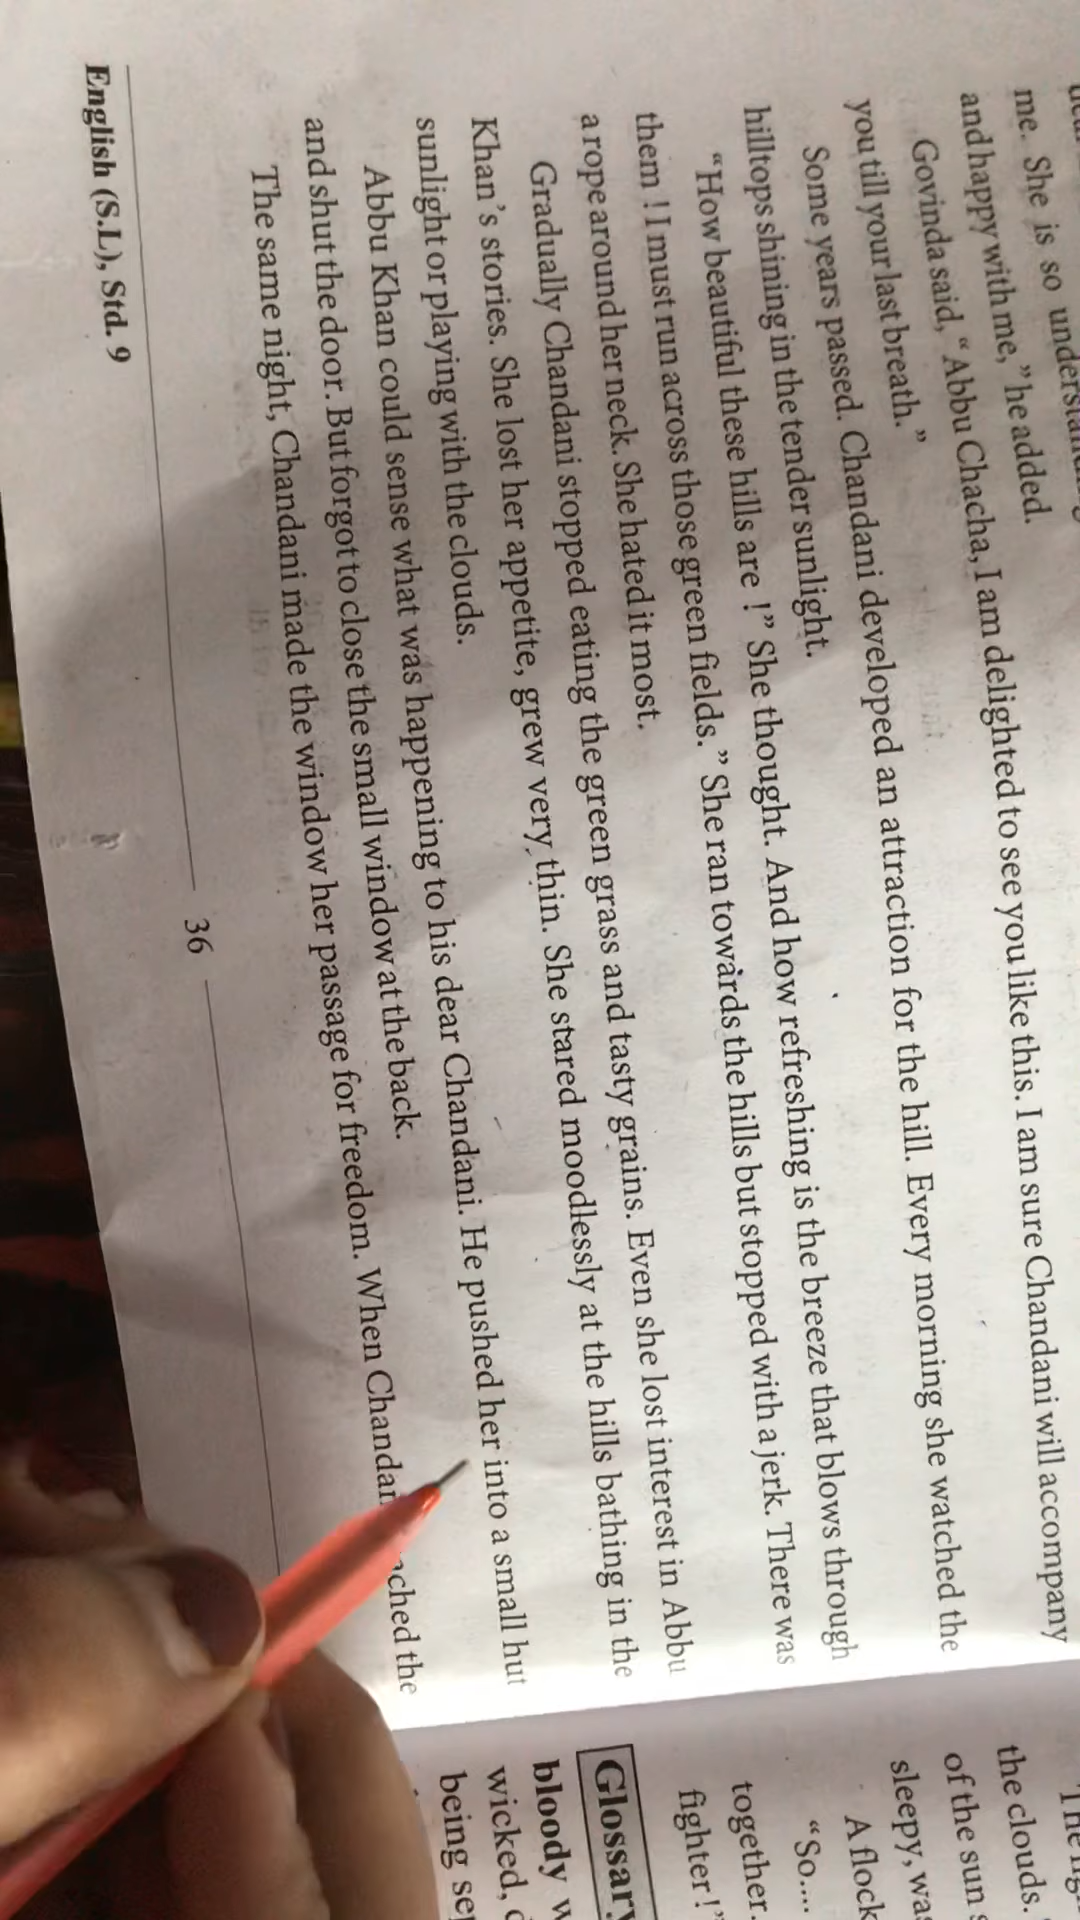 me. She is so
and happy with me,” he added.
Govinda said, “Abbu Chacha, I am delighted to see you like this. I am sure Chandani will accompany
you till your last breath.”
Some years passed. Chandani developed an attraction for the hill. Every morning she watched the
hilltops shining in the tender sunlight.
“How beautiful these hills are !” She thought. And how refreshing is the breeze that blows through
them ! I must run across those green fields.” She ran towards the hills but stopped with a jerk. There was
a rope around her neck. She hated it most.
Gradually Chandani stopped eating the green grass and tasty grains. Even she lost interest in Abbu
Khan’s stories. She lost her appetite, grew very thin. She stared moodlessly at the hills bathing in the
sunlight or playing with the clouds.
Abbu Khan could sense what was happening to his dear Chandani. He pushed her into a small hut
and shut the door. But forgot to close the small window at the back.
The same night, Chandani made the window her passage for freedom. When the
English (S.L), Std. 9
36
the clouds.
of the sun
sleepy, was
A flock
“So....
together.
fighter!”
Glossary
bloody
wicked,
being